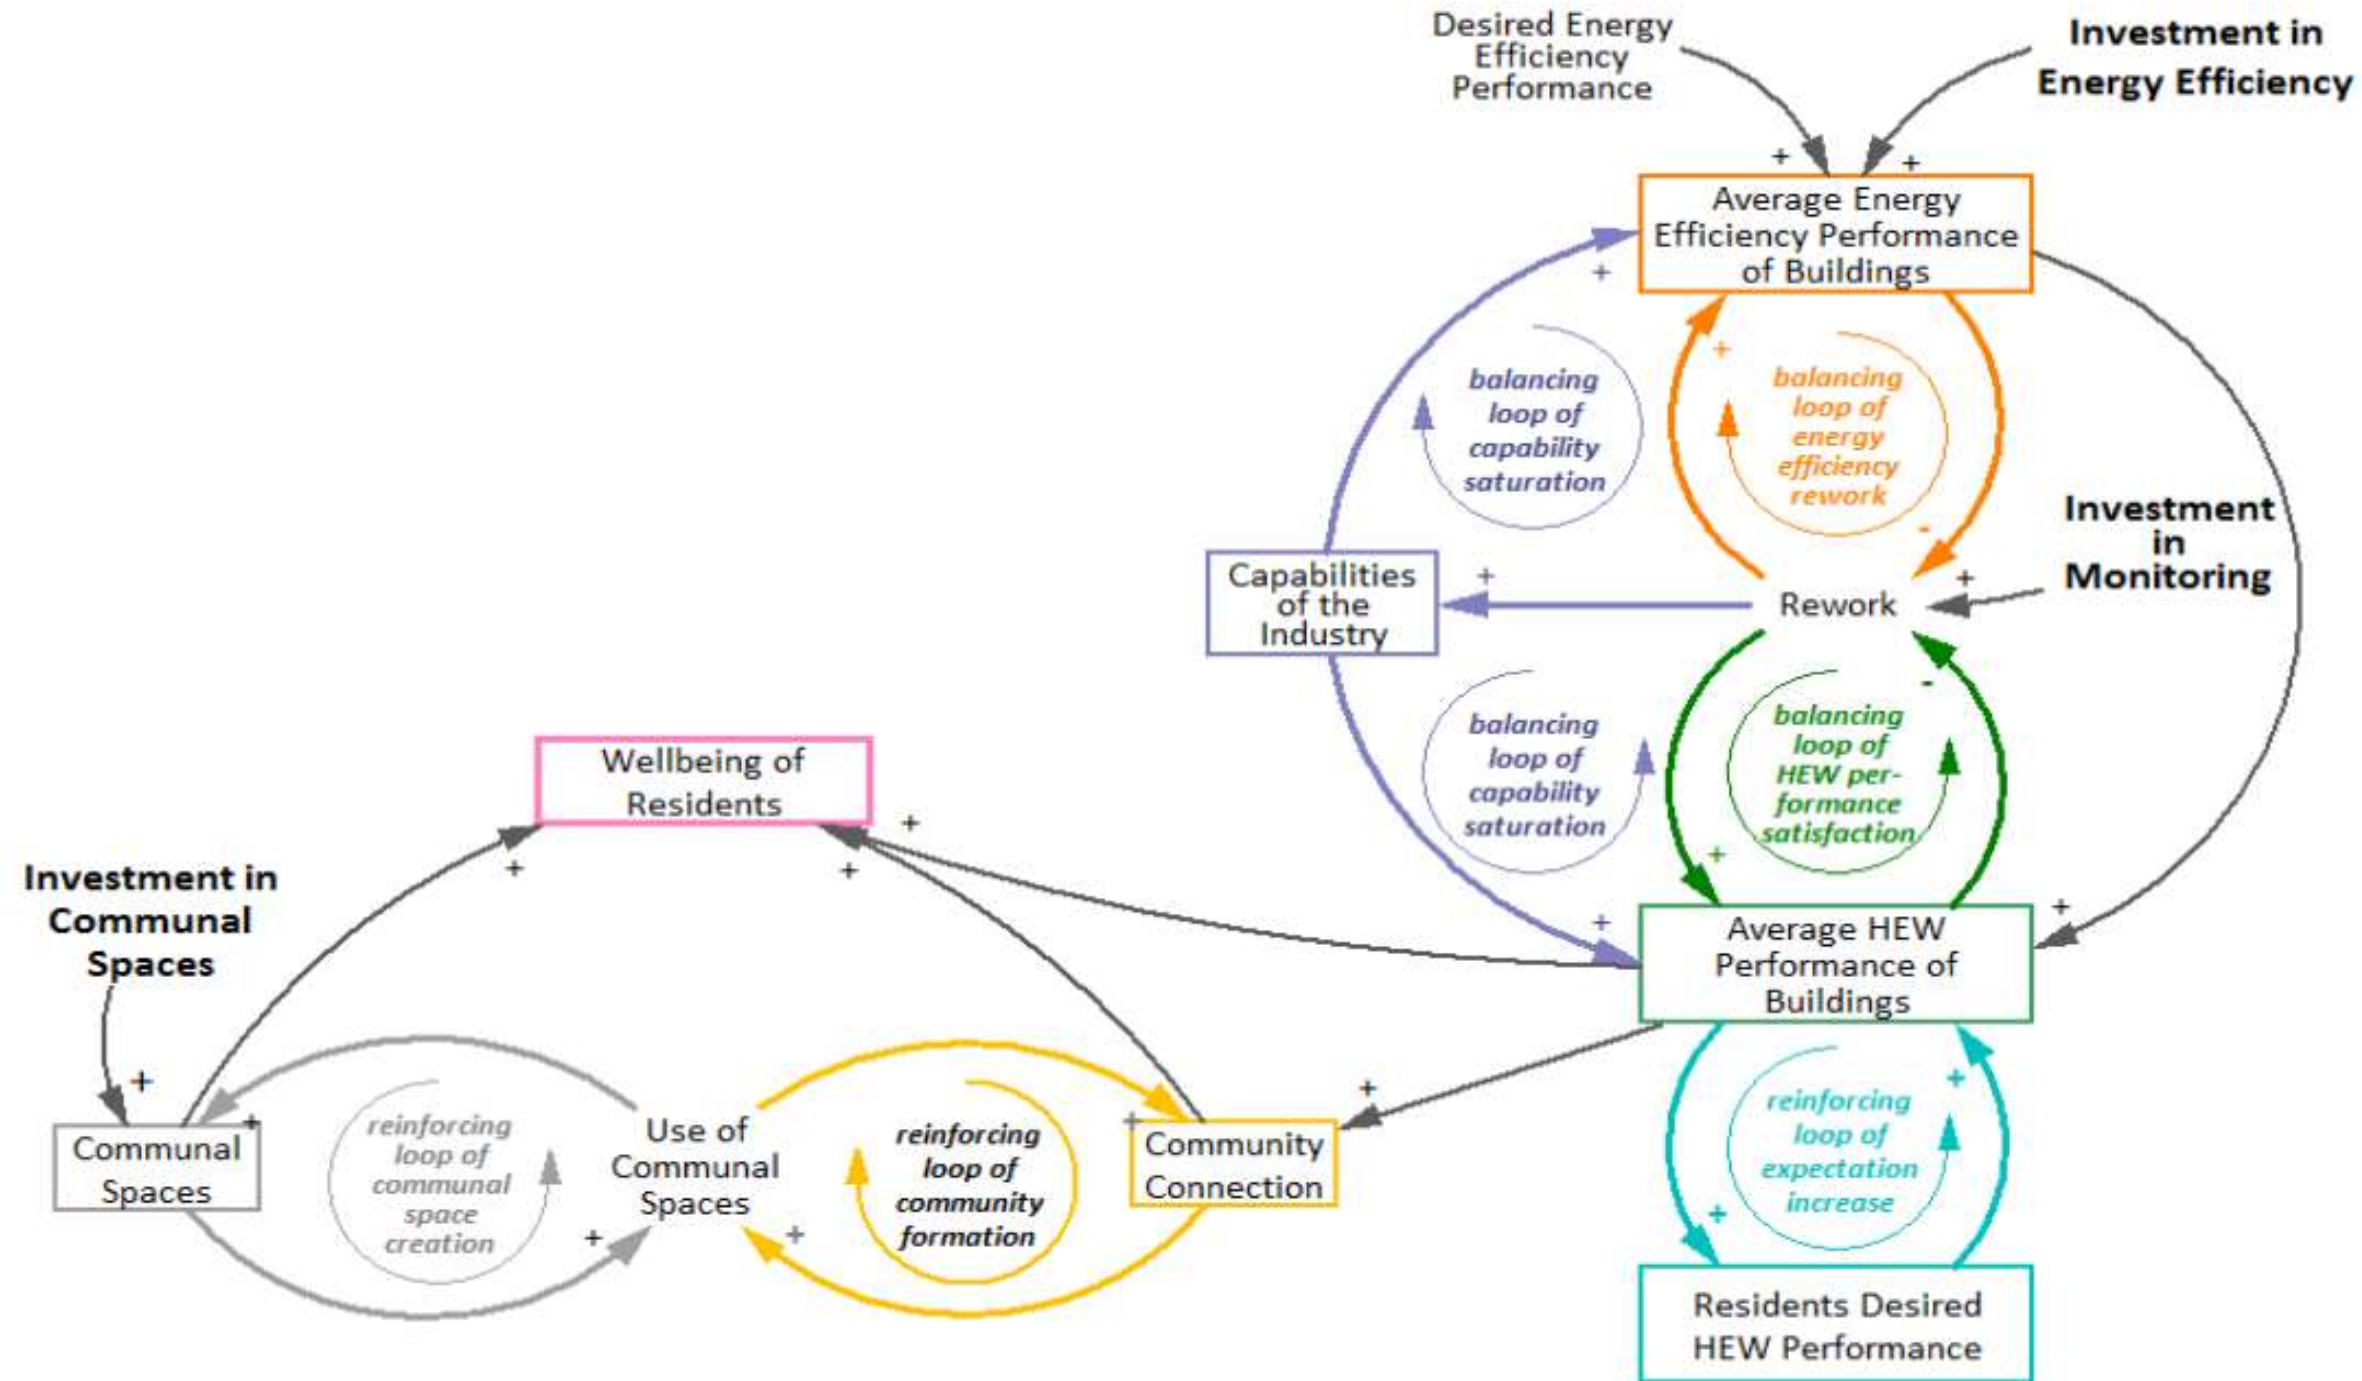 Desired Energy
Efficiency
Performance
Investment in
Energy Efficiency
+
+
Average Energy
Efficiency Performance
of Buildings
+
+
balancing
loop of
capability
saturation
balancing
loop of
energy
efficiency
rework
-
Investment
in
Monitoring
Capabilities
of the
Industry
+
Rework
+
-
balancing
loop of
capability
saturation
balancing
loop of
HEW per-
formance
satisfaction
+
+
+
Average HEW
Performance of
Buildings
Wellbeing of
Residents
+
+
+
Investment in
Communal
Spaces
+
+
Communal
Spaces
reinforcing
loop of
communal
space
creation
+
Use of
Communal
Spaces
+
reinforcing
loop of
community
formation
+
+
Community
Connection
+
reinforcing
loop of
expectation
increase
+
Residents Desired
HEW Performance